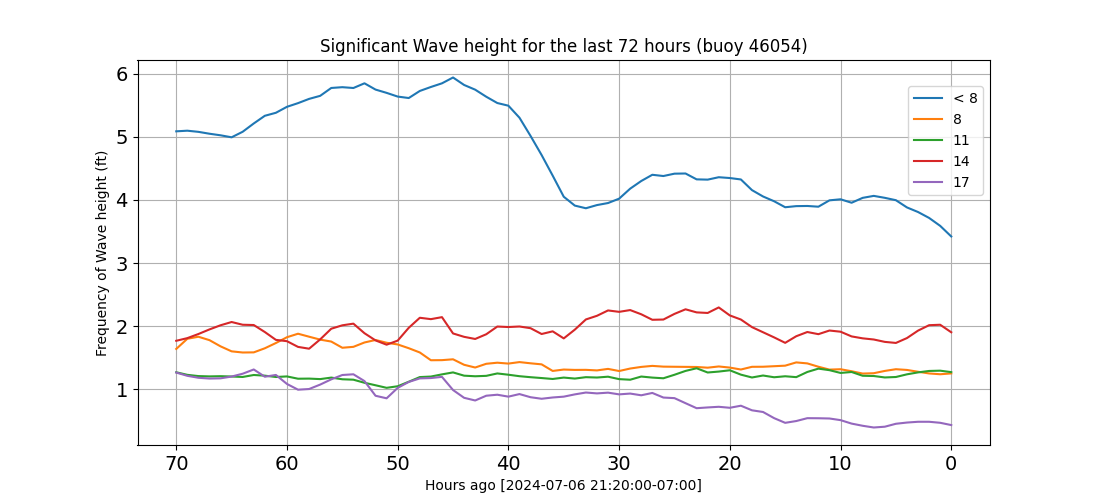 Significant Wave height for the last 72 hours (buoy 46054)
Frequency of Wave height (ft)
6
5
4
3
2
1
< 8
8
11
14
17
70 60 50 40 30 20 10 0
Hours ago [2024-07-06 21:20:00-07:00]